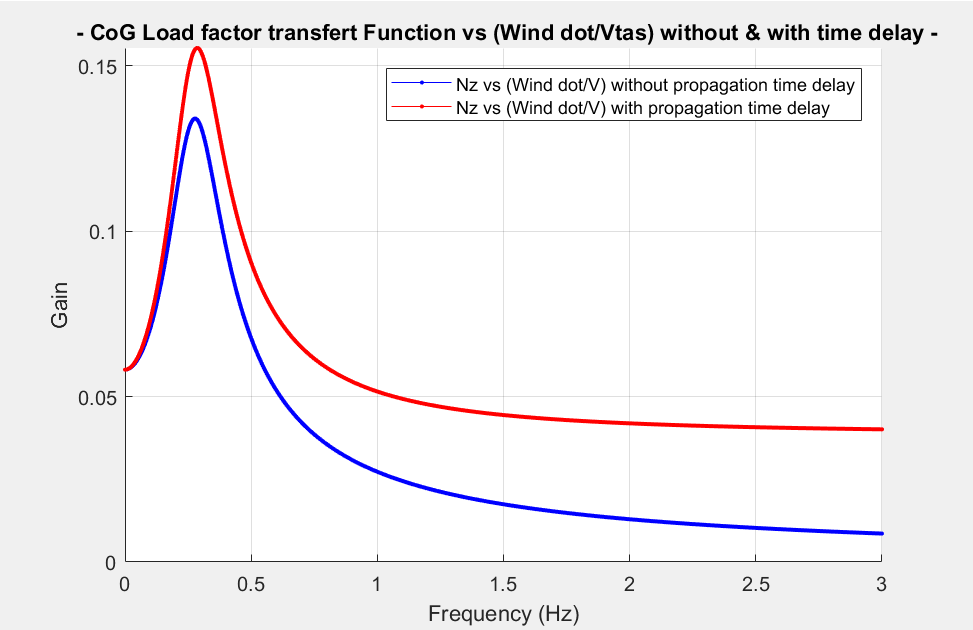 - CoG Load factor transfert Function vs (Wind dot/Vtas) without & with time delay -
Nz vs (Wind dot/V) without propagation time delay
Nz vs (Wind dot/V) with propagation time delay
0.15
0.1
0.05
0
Gain
0
0.5
1
1.5
2
2.5
3
Frequency (Hz)